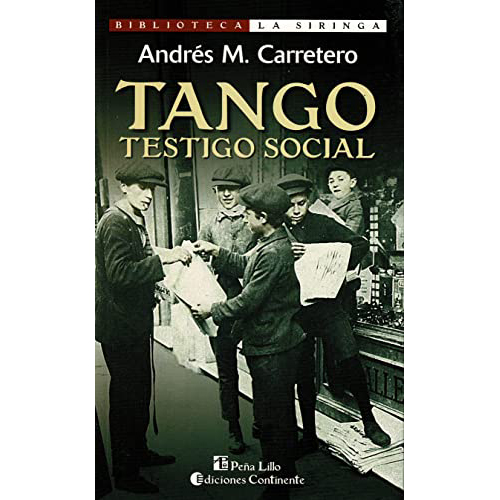 BIBLIOTECA LA SIRINGA
Andrés M. Carretero
TANGO
TESTIGO SOCIAL
Peña Lillo
Ediciones Continente